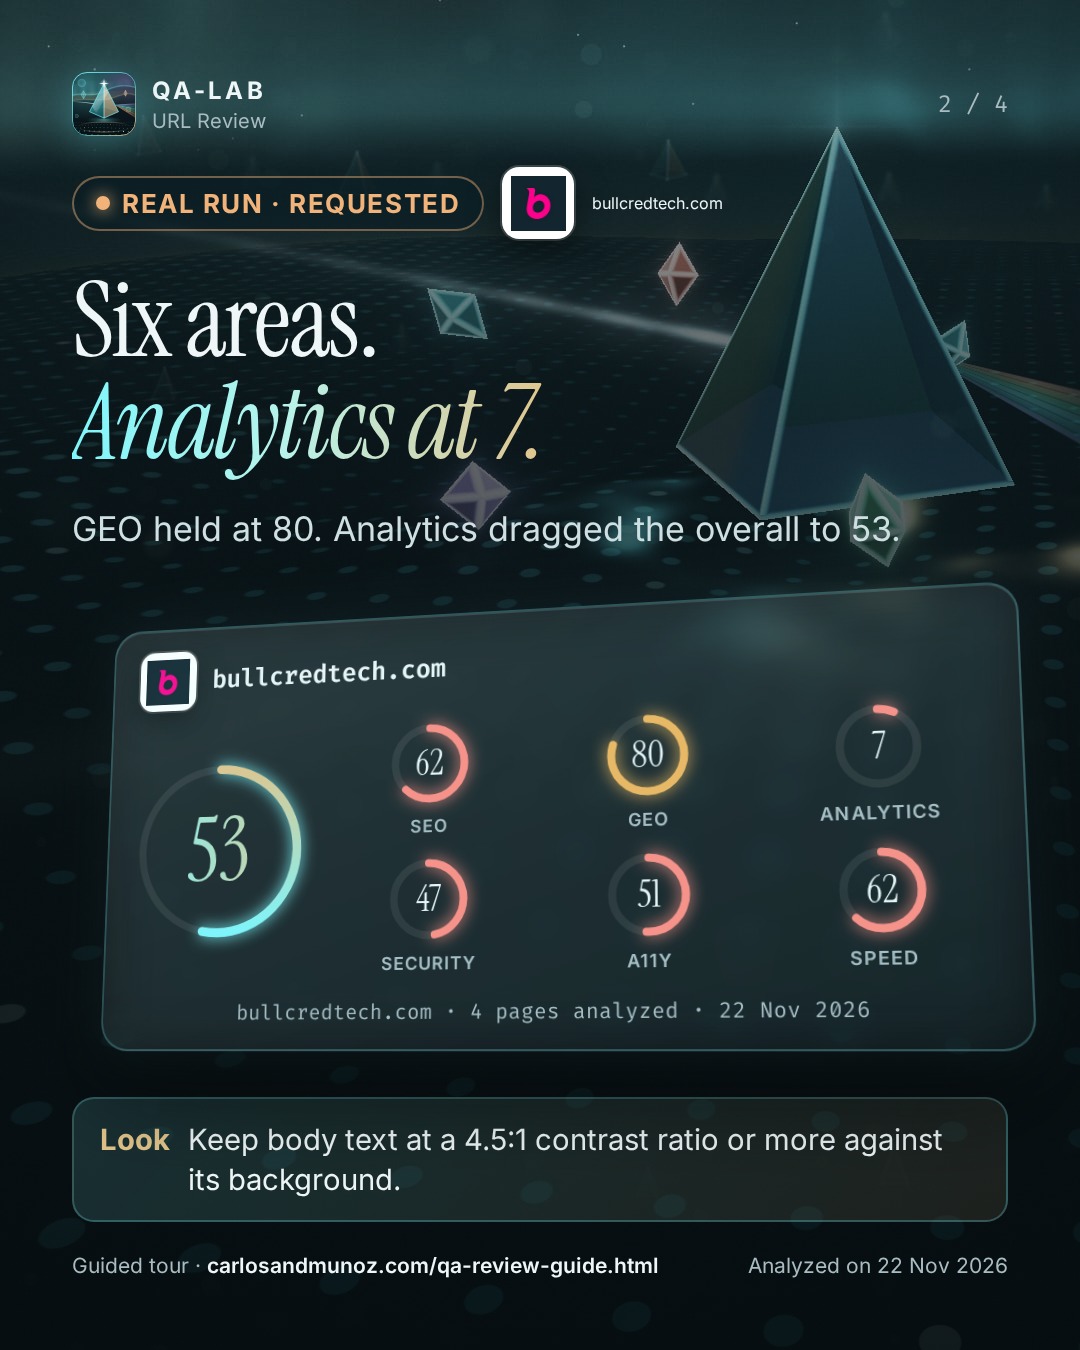 QA-LAB
URL Review
2 / 4
REAL RUN · REQUESTED
b
bullcredtech.com
Six areas.
Analytics at 7.
GEO held at 80. Analytics dragged the overall to 53.
b
bullcredtech.com
53
62
SEO
80
GEO
7
ANALYTICS
47
SECURITY
51
A11Y
62
SPEED
bullcredtech.com · 4 pages analyzed · 22 Nov 2026
Look Keep body text at a 4.5:1 contrast ratio or more against
its background.
Guided tour · carlosandmunoz.com/qa-review-guide.html
Analyzed on 22 Nov 2026